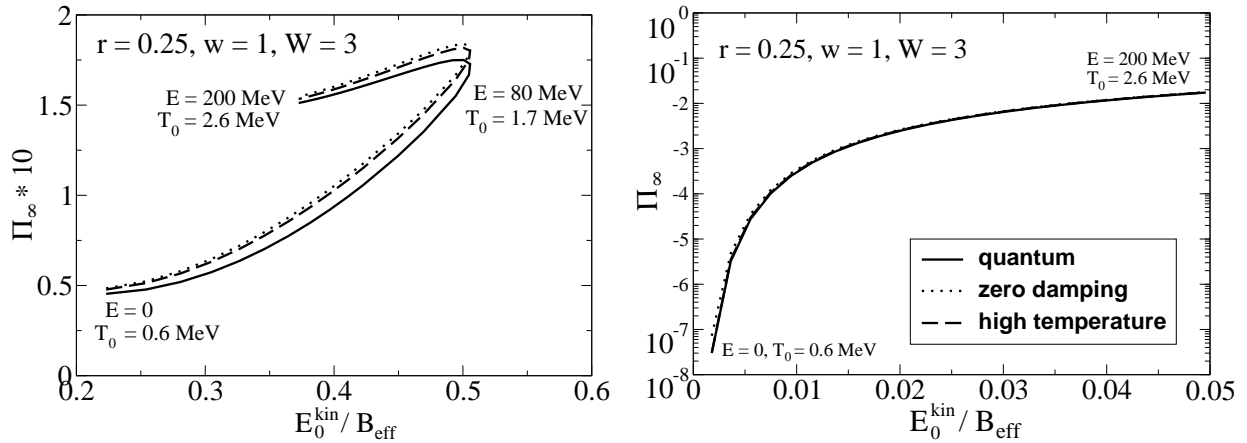 r = 0.25, w = 1, W = 3
Π∞ * 10
2
1.5
1
0.5
0
E = 200 MeV
T0 = 2.6 MeV
E = 80 MeV
T0 = 1.7 MeV
E = 0
T0 = 0.6 MeV
0.2 0.3 0.4 0.5 0.6
E0^kin / Beff
r = 0.25, w = 1, W = 3
Π∞
10^0
10^-1
10^-2
10^-3
10^-4
10^-5
10^-6
10^-7
10^-8
E = 200 MeV
T0 = 2.6 MeV
quantum
zero damping
high temperature
E = 0, T0 = 0.6 MeV
0 0.01 0.02 0.03 0.04 0.05
E0^kin / Beff